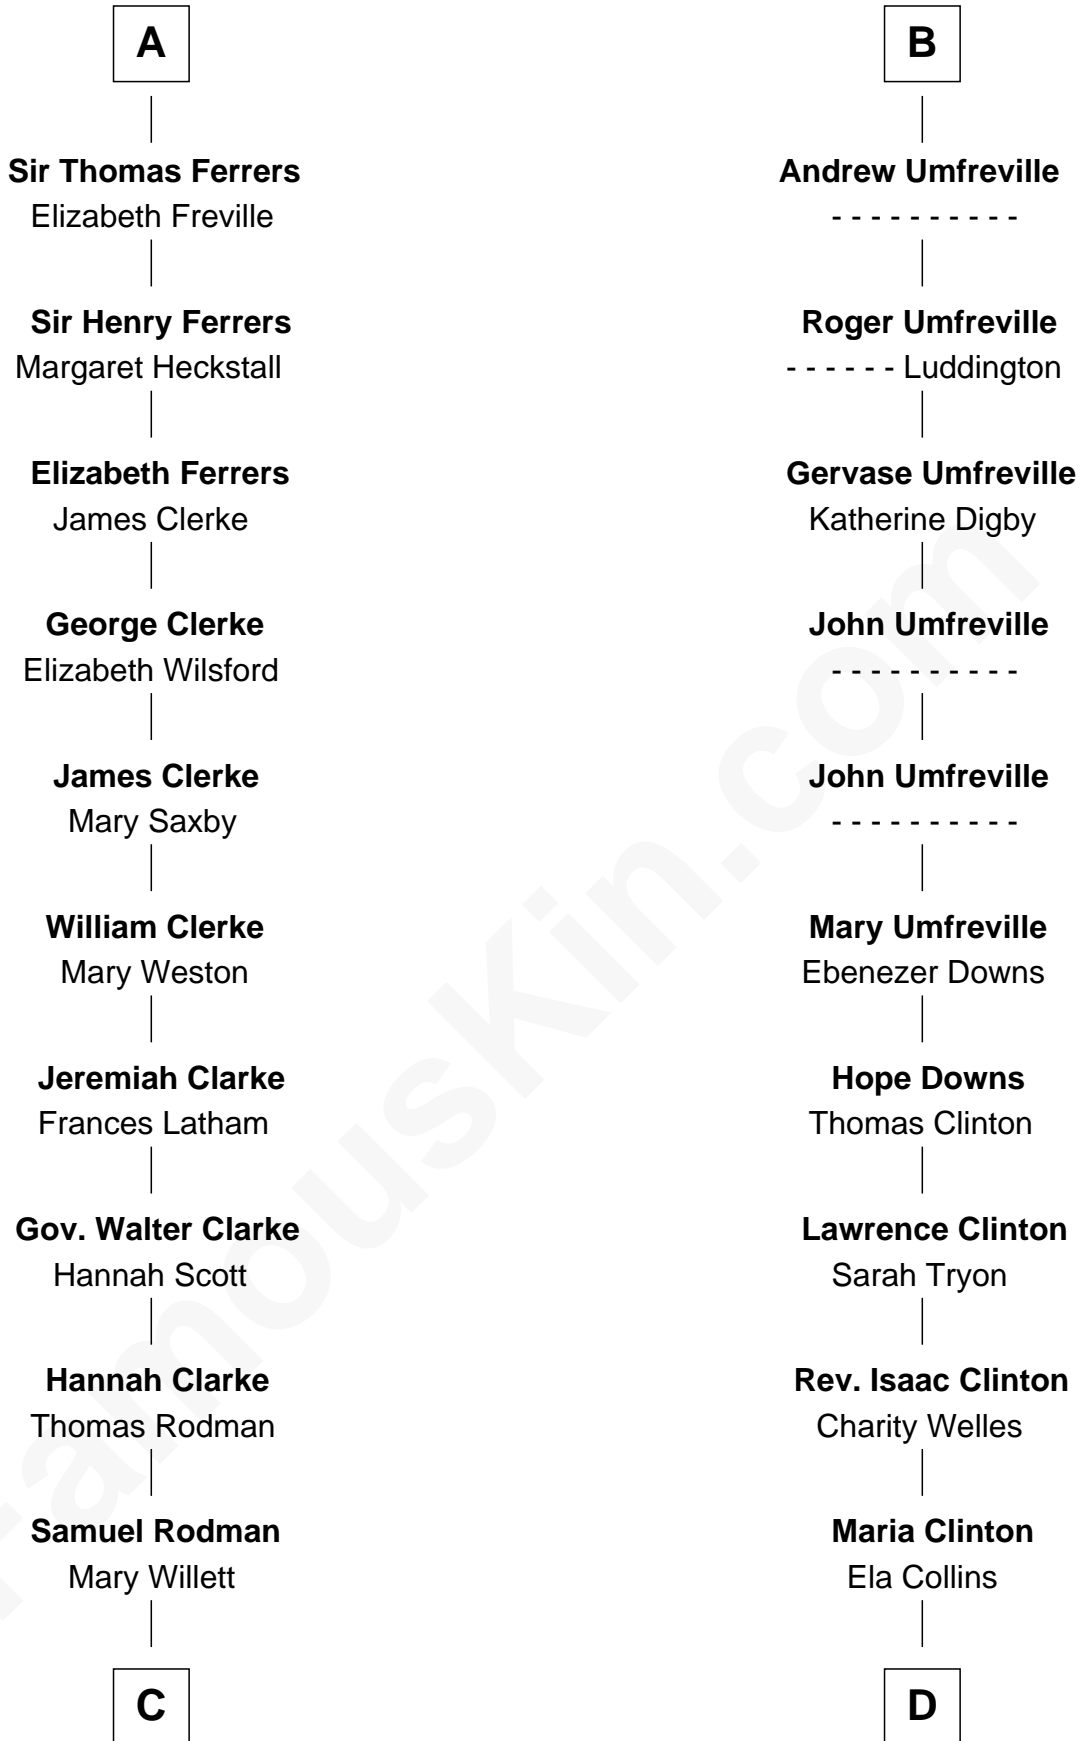 A
Sir Thomas Ferrers
Elizabeth Freville
Sir Henry Ferrers
Margaret Heckstall
Elizabeth Ferrers
James Clerke
George Clerke
Elizabeth Wilsford
James Clerke
Mary Saxby
William Clerke
Mary Weston
Jeremiah Clarke
Frances Latham
Gov. Walter Clarke
Hannah Scott
Hannah Clarke
Thomas Rodman
Samuel Rodman
Mary Willett
C
B
Andrew Umfreville
- - - - - - - - - -
Roger Umfreville
- - - - - - Luddington
Gervase Umfreville
Katherine Digby
John Umfreville
- - - - - - - - - -
John Umfreville
- - - - - - - - - -
Mary Umfreville
Ebenezer Downs
Hope Downs
Thomas Clinton
Lawrence Clinton
Sarah Tryon
Rev. Isaac Clinton
Charity Welles
Maria Clinton
Ela Collins
D
FamousKin.com